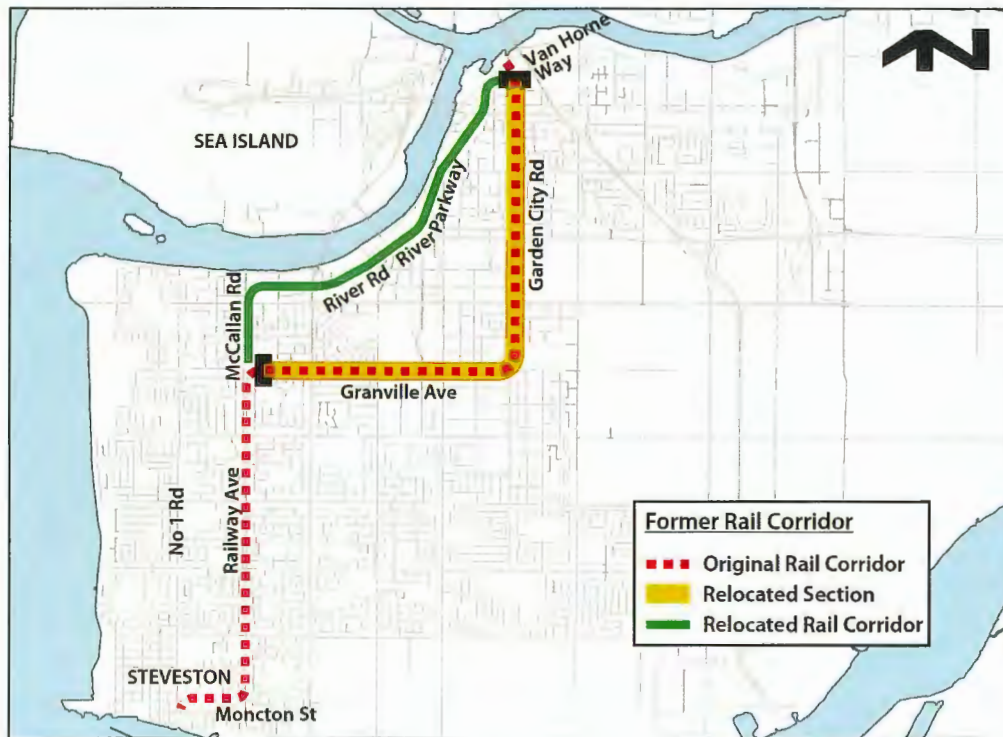 Van Horne
Way
SEA ISLAND
Garden City Rd
River Parkway
River Rd
McCallan Rd
Granville Ave
No 1 Rd
Railway Ave
Former Rail Corridor
Original Rail Corridor
Relocated Section
Relocated Rail Corridor
STEVESTON
Moncton St